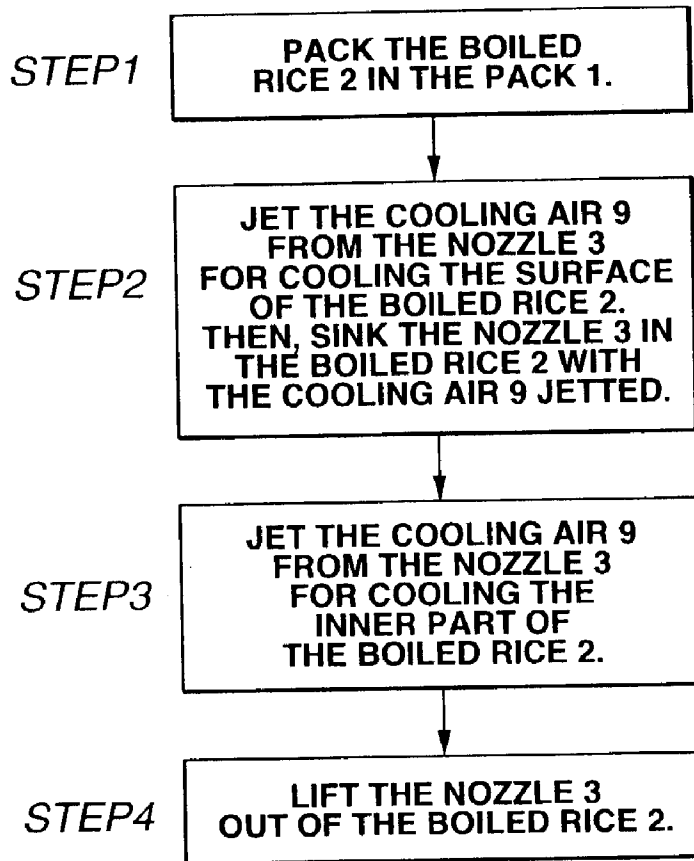 STEP1
PACK THE BOILED
RICE 2 IN THE PACK 1.
STEP2
JET THE COOLING AIR 9
FROM THE NOZZLE 3
FOR COOLING THE SURFACE
OF THE BOILED RICE 2.
THEN, SINK THE NOZZLE 3 IN
THE BOILED RICE 2 WITH
THE COOLING AIR 9 JETTED.
STEP3
JET THE COOLING AIR 9
FROM THE NOZZLE 3
FOR COOLING THE
INNER PART OF
THE BOILED RICE 2.
STEP4
LIFT THE NOZZLE 3
OUT OF THE BOILED RICE 2.